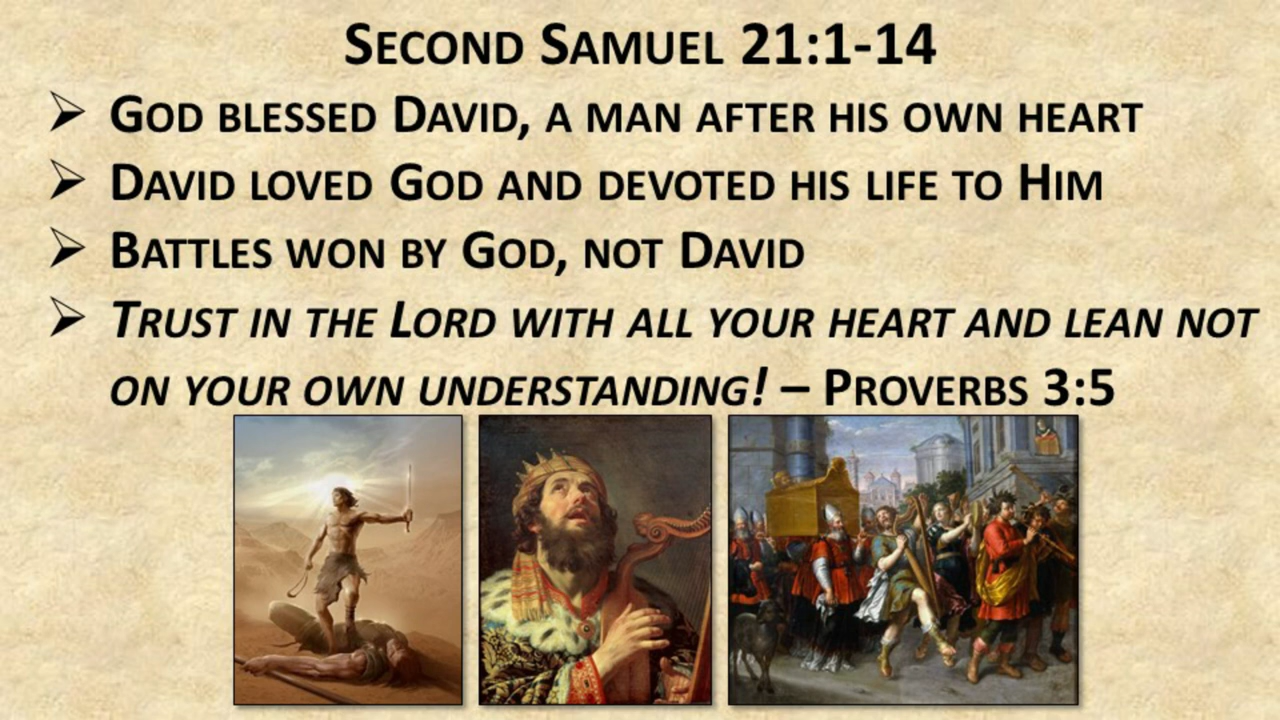 Second Samuel 21:1-14
➢ God blessed David, a man after his own heart
➢ David loved God and devoted his life to Him
➢ Battles won by God, not David
➢ Trust in the Lord with all your heart and lean not
on your own understanding! – Proverbs 3:5